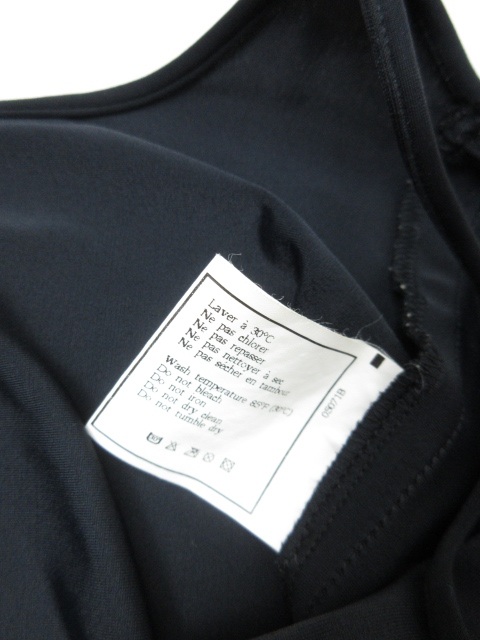 Laver à 30°C
Ne pas chlorer
Ne pas repasser
Ne pas nettoyer à sec
Ne pas sécher en tambour
Wash temperature 85°F (30°C)
Do not bleach
Do not iron
Do not dry clean
Do not tumble dry